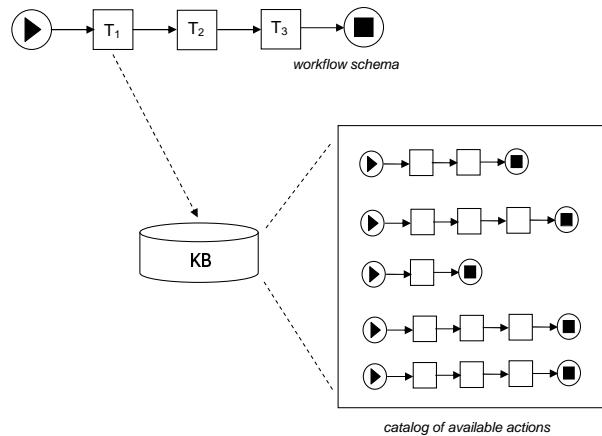 T₁ T₂ T₃
workflow schema
KB
catalog of available actions